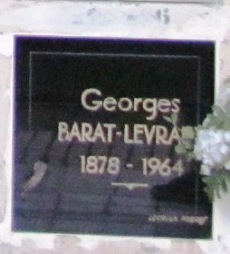 Georges
BARAT-LEVRA
1878 - 1964